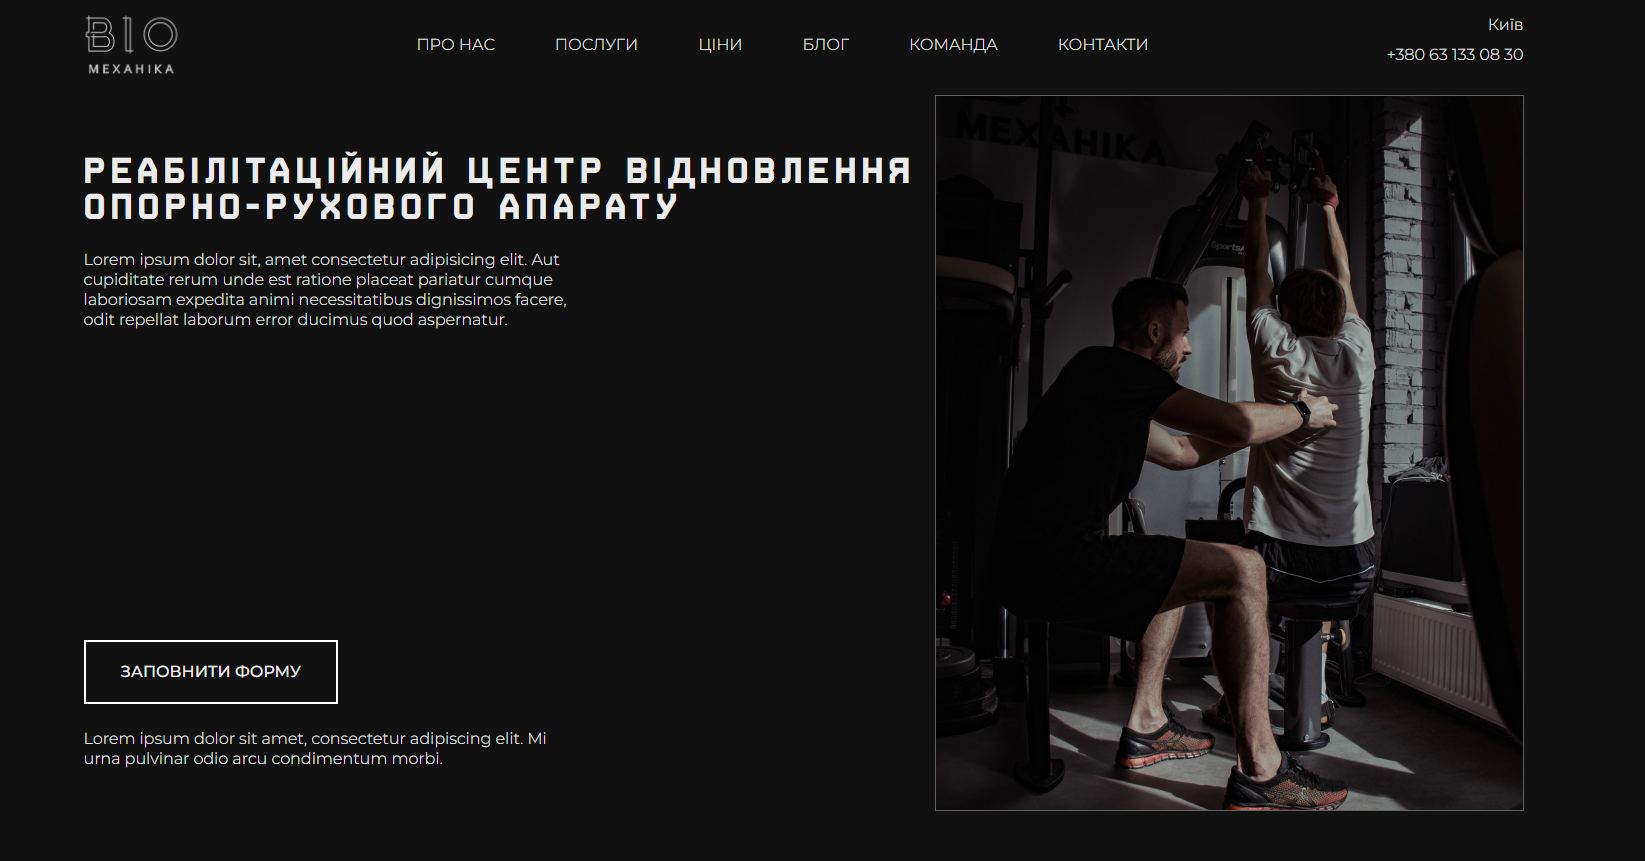 ВІО
МЕХАНІКА
ПРО НАС
ПОСЛУГИ
ЦІНИ
БЛОГ
КОМАНДА
КОНТАКТИ
Київ
+380 63 133 08 30
РЕАБІЛІТАЦІЙНИЙ ЦЕНТР ВІДНОВЛЕННЯ
ОПОРНО-РУХОВОГО АПАРАТУ
Lorem ipsum dolor sit, amet consectetur adipisicing elit. Aut
cupiditate rerum unde est ratione placeat pariatur cumque
laboriosam expedita animi necessitatibus dignissimos facere,
odit repellat laborum error ducimus quod aspernatur.
ЗАПОВНИТИ ФОРМУ
Lorem ipsum dolor sit amet, consectetur adipiscing elit. Mi
urna pulvinar odio arcu condimentum morbi.
МЕХАНІКА